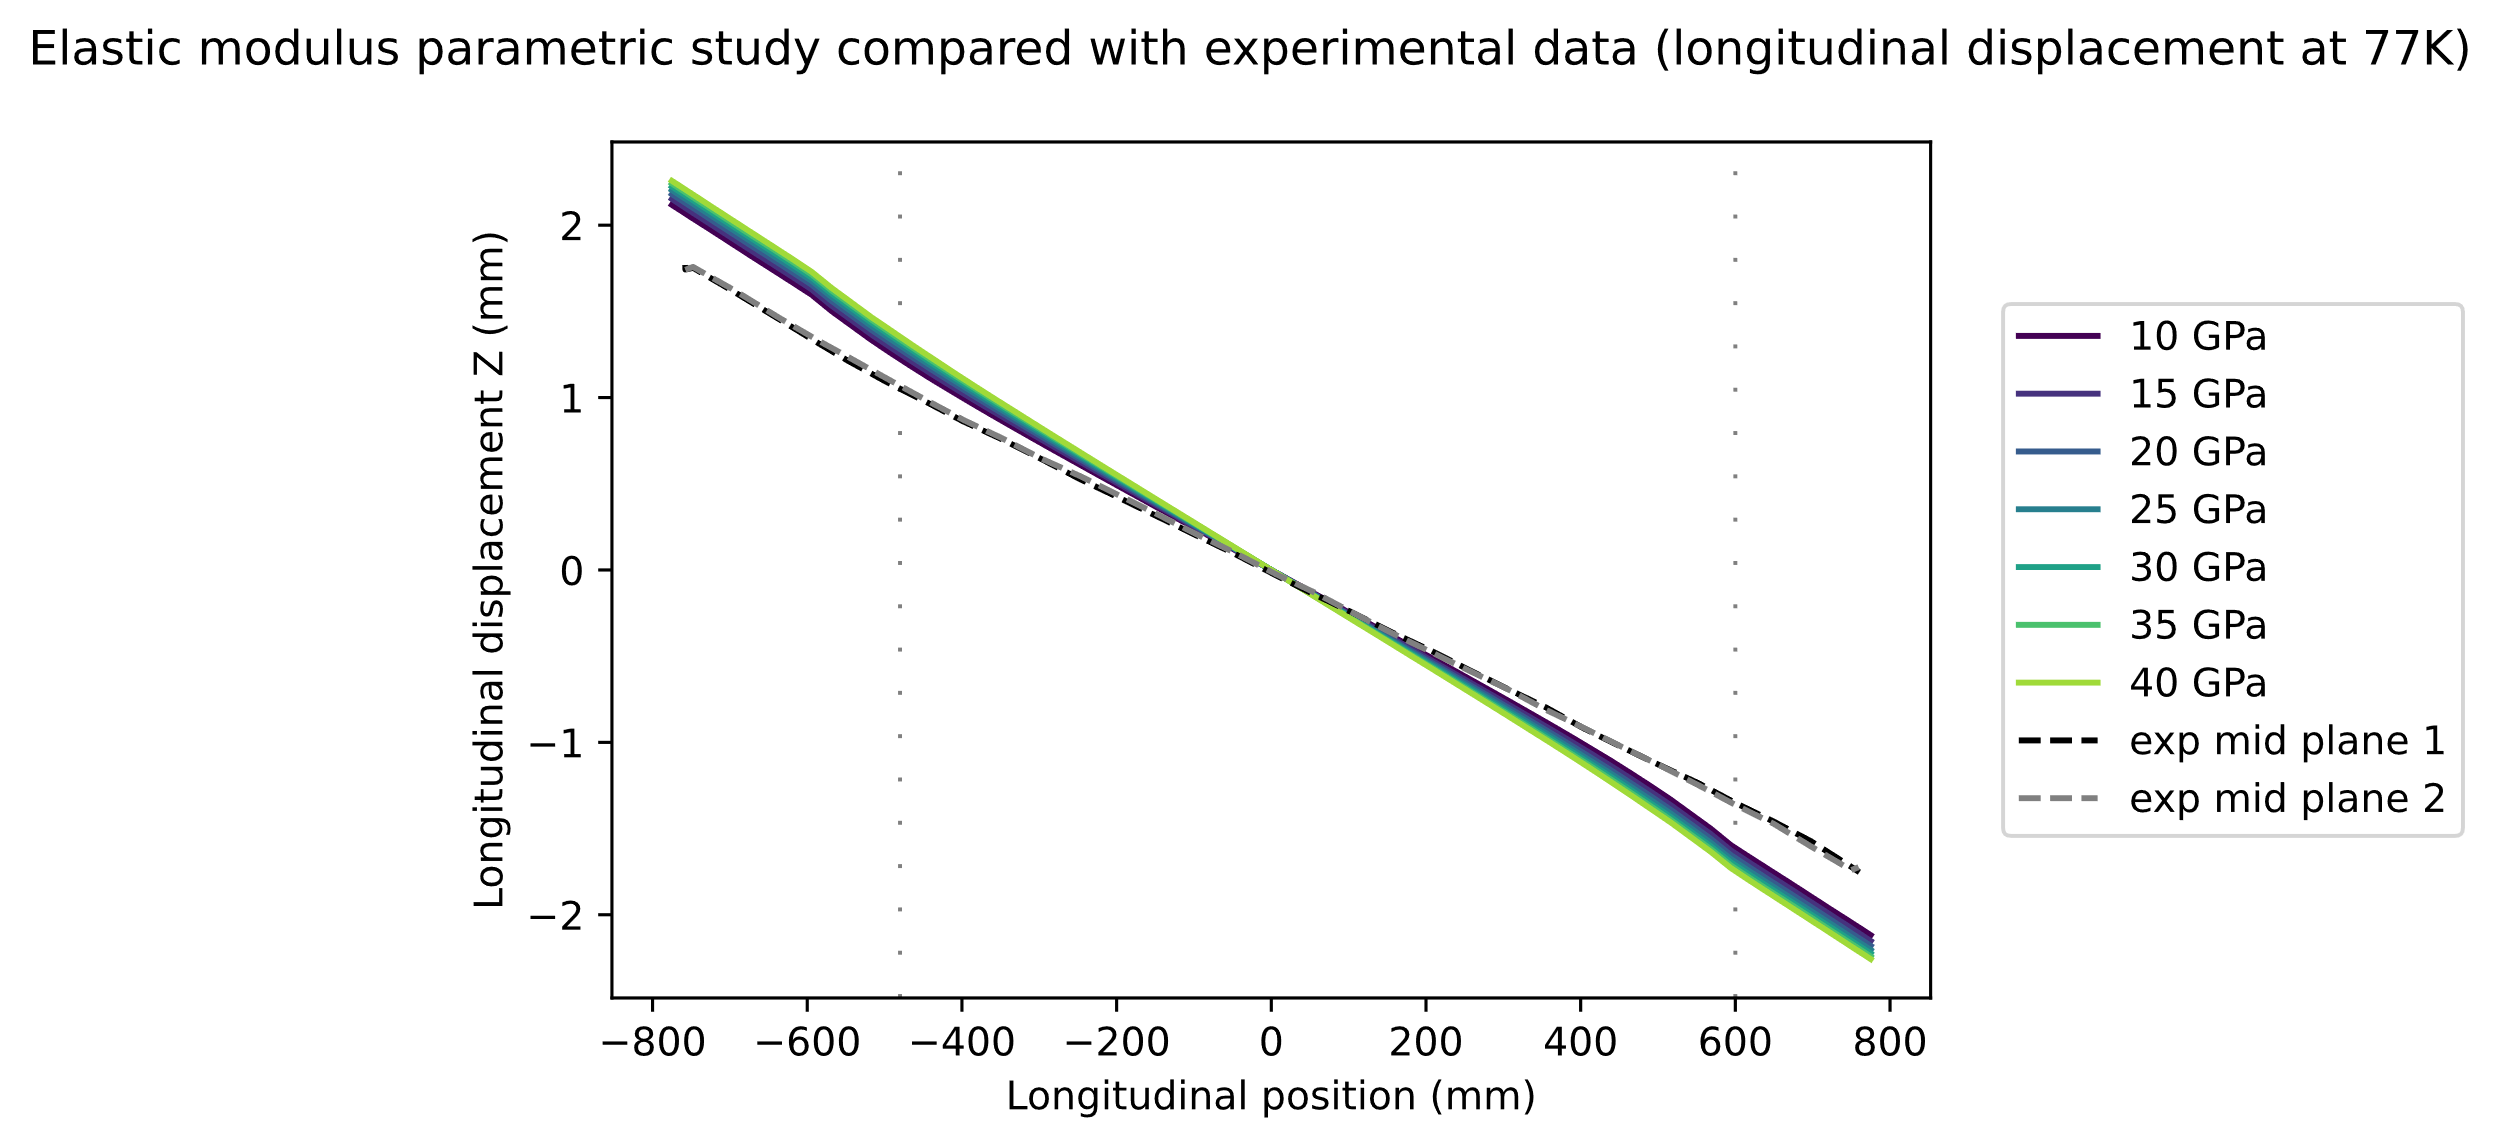 Elastic modulus parametric study compared with experimental data (longitudinal displacement at 77K)
Longitudinal displacement Z (mm)
2
1
0
−1
−2
−800 −600 −400 −200 0 200 400 600 800
Longitudinal position (mm)
10 GPa
15 GPa
20 GPa
25 GPa
30 GPa
35 GPa
40 GPa
exp mid plane 1
exp mid plane 2